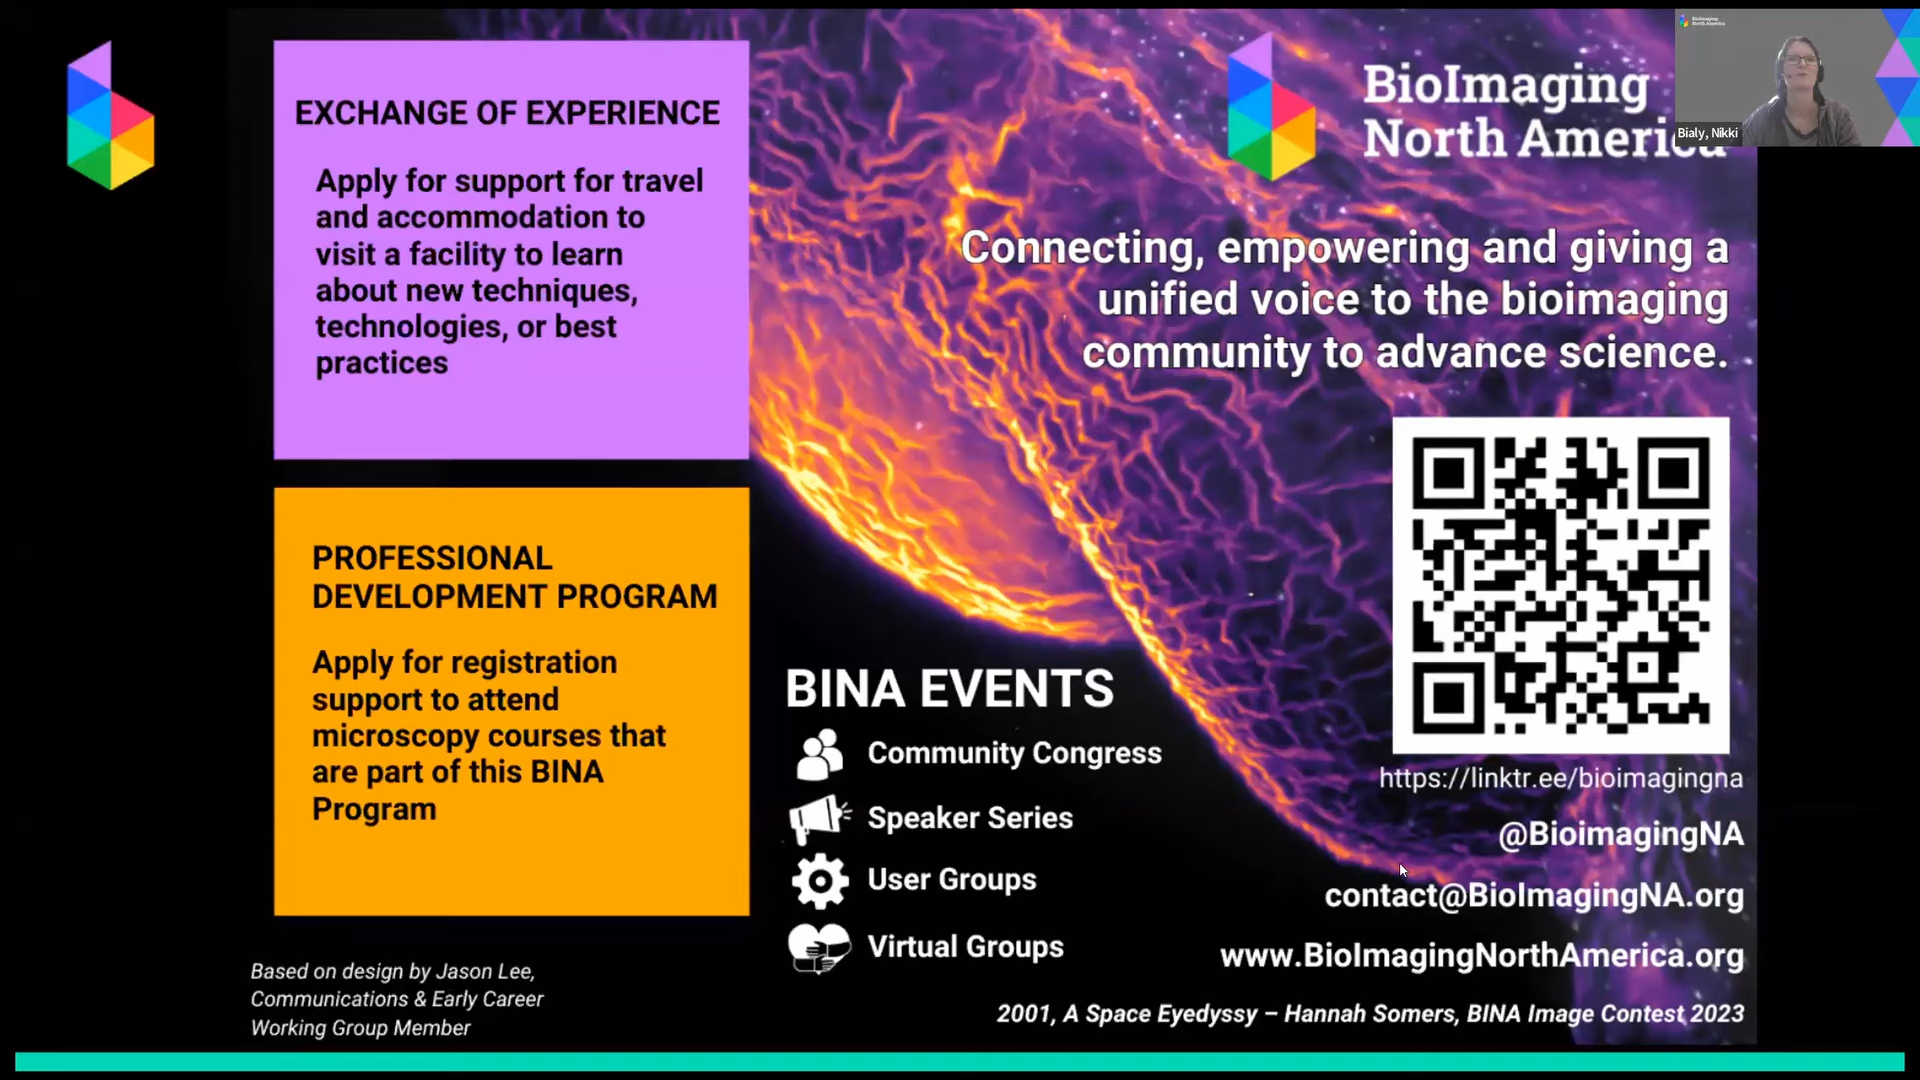 EXCHANGE OF EXPERIENCE
Apply for support for travel
and accommodation to
visit a facility to learn
about new techniques,
technologies, or best
practices
PROFESSIONAL
DEVELOPMENT PROGRAM
Apply for registration
support to attend
microscopy courses that
are part of this BINA
Program
Based on design by Jason Lee,
Communications & Early Career
Working Group Member
BioImaging
North America
Connecting, empowering and giving a
unified voice to the bioimaging
community to advance science.
BINA EVENTS
Community Congress
Speaker Series
User Groups
Virtual Groups
https://linktr.ee/bioimagingna
@BioimagingNA
contact@BioImagingNA.org
www.BioImagingNorthAmerica.org
2001, A Space Eyedyssy – Hannah Somers, BINA Image Contest 2023
BioImaging
North America
Bialy, Nikki